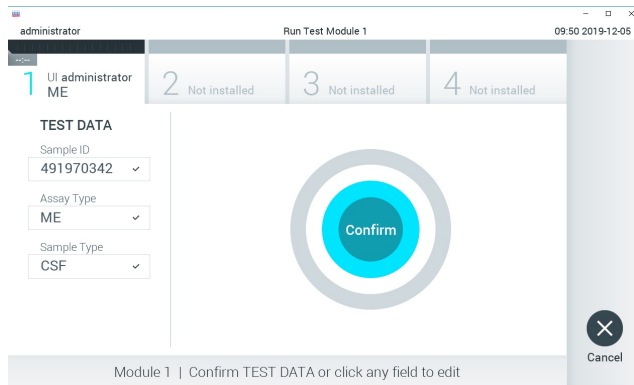 administrator Run Test Module 1 09:50 2019-12-05
--:--
1 UI administrator
ME
2 Not installed
3 Not installed
4 Not installed
TEST DATA
Sample ID
491970342
Assay Type
ME
Sample Type
CSF
Confirm
Cancel
Module 1 | Confirm TEST DATA or click any field to edit